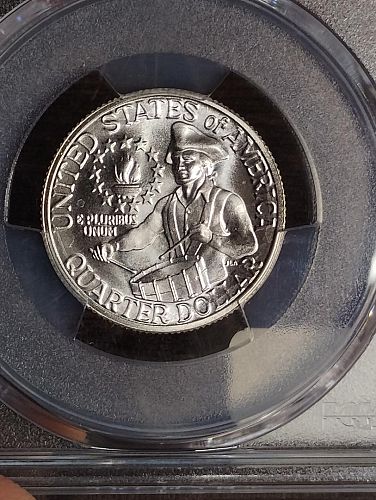 UNITED STATES of AMERICA
E PLURIBUS
UNUM
QUARTER DOLLAR